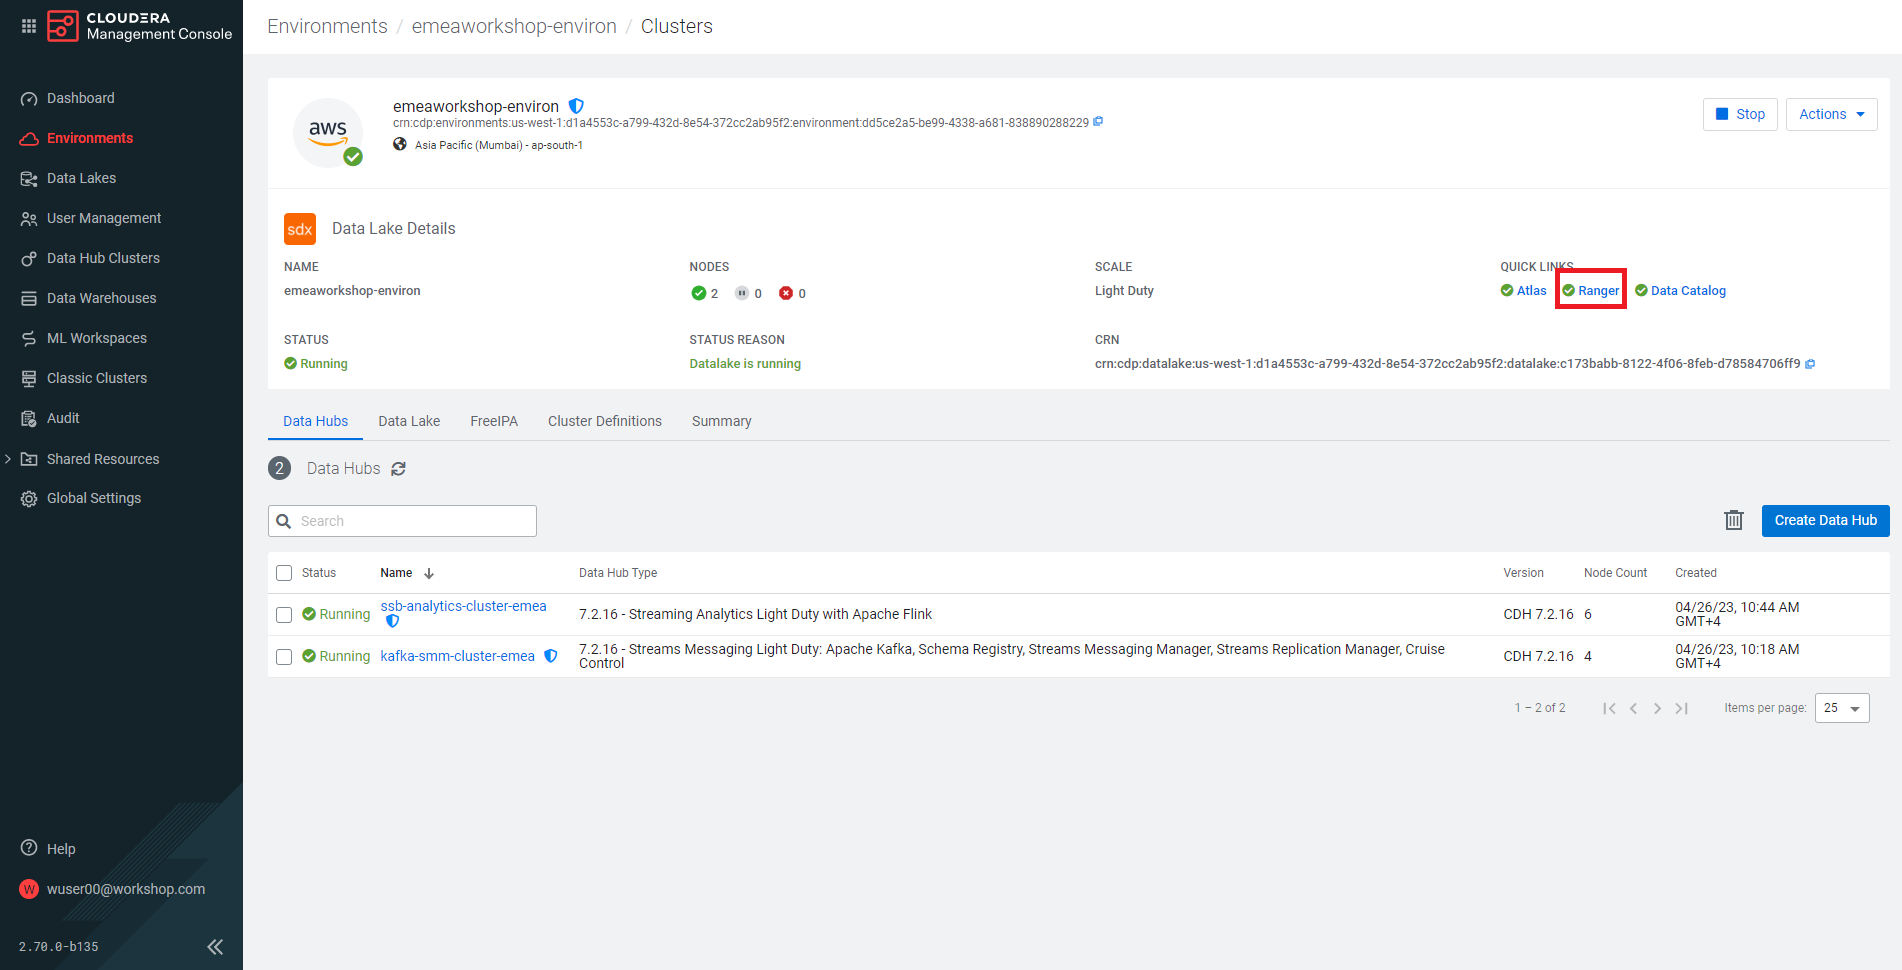 CLOUDERA
Management Console
Dashboard
Environments
Data Lakes
User Management
Data Hub Clusters
Data Warehouses
ML Workspaces
Classic Clusters
Audit
Shared Resources
Global Settings
Help
W wuser00@workshop.com
2.70.0-b135
Environments / emeaworkshop-environ / Clusters
aws
emeaworkshop-environ
crn:cdp:environments:us-west-1:d1a4553c-a799-432d-8e54-372cc2ab95f2:environment:dd5ce2a5-be99-4338-a681-838890288229
Asia Pacific (Mumbai) - ap-south-1
Stop
Actions
sdx Data Lake Details
NAME
emeaworkshop-environ
NODES
2 0 0
SCALE
Light Duty
QUICK LINKS
Atlas Ranger Data Catalog
STATUS
Running
STATUS REASON
Datalake is running
CRN
crn:cdp:datalake:us-west-1:d1a4553c-a799-432d-8e54-372cc2ab95f2:datalake:c173babb-8122-4f06-8feb-d78584706ff9
Data Hubs Data Lake FreeIPA Cluster Definitions Summary
2 Data Hubs
Search
Create Data Hub
Status Name Data Hub Type Version Node Count Created
Running ssb-analytics-cluster-emea 7.2.16 - Streaming Analytics Light Duty with Apache Flink CDH 7.2.16 6 04/26/23, 10:44 AM
GMT+4
Running kafka-smm-cluster-emea 7.2.16 - Streams Messaging Light Duty: Apache Kafka, Schema Registry, Streams Messaging Manager, Streams Replication Manager, Cruise
Control CDH 7.2.16 4 04/26/23, 10:18 AM
GMT+4
1 – 2 of 2
Items per page: 25